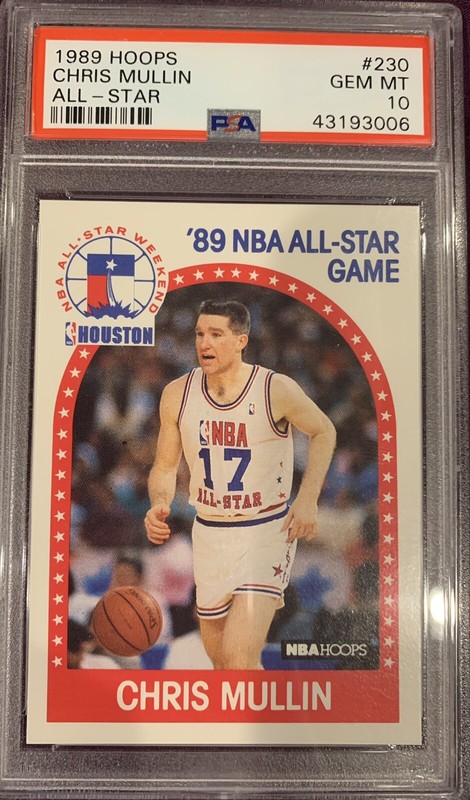 1989 HOOPS #230
CHRIS MULLIN GEM MT
ALL-STAR 10
PSA 43193006
NBA ALL-STAR WEEKEND
HOUSTON
'89 NBA ALL-STAR
GAME
NBA
17
ALL-STAR
NBA HOOPS
CHRIS MULLIN